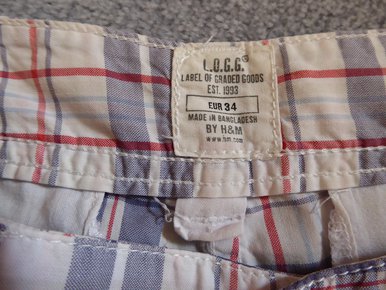 L.O.G.G.®
LABEL OF GRADED GOODS
EST. 1993
EUR 34
MADE IN BANGLADESH
BY H&M
www.hm.com